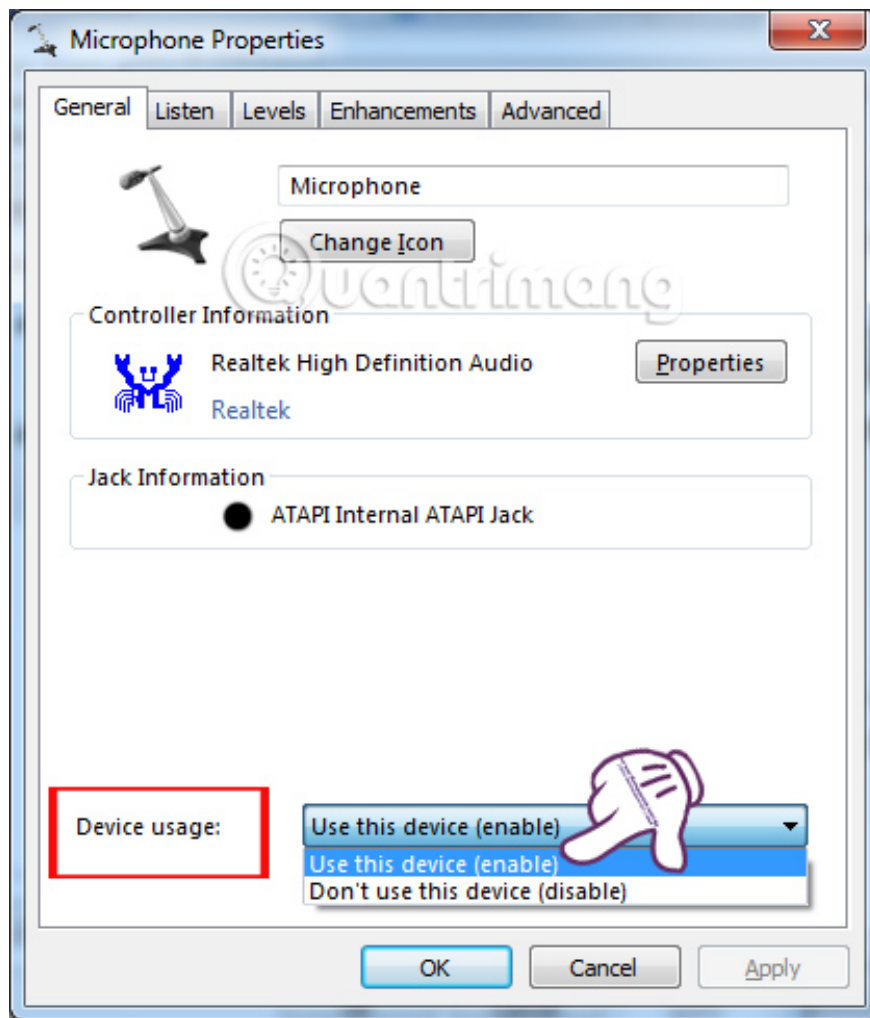 Microphone Properties
General Listen Levels Enhancements Advanced
Microphone
Change Icon
Quantrimang
Controller Information
Realtek High Definition Audio Properties
Realtek
Jack Information
ATAPI Internal ATAPI Jack
Device usage: Use this device (enable)
Use this device (enable)
Don't use this device (disable)
OK Cancel Apply